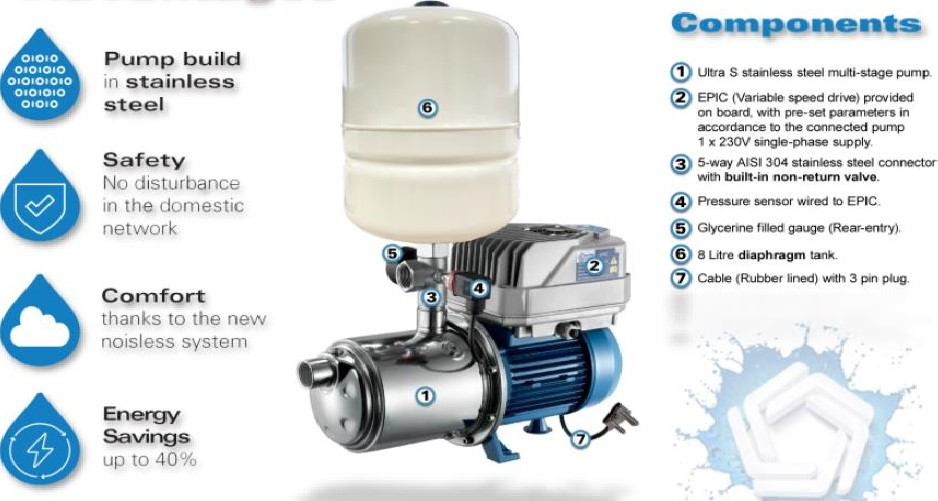 Pump build
in stainless
steel
Safety
No disturbance
in the domestic
network
Comfort
thanks to the new
noisless system
Energy
Savings
up to 40%
6
5
4
3
2
1
7
Components
1 Ultra S stainless steel multi-stage pump.
2 EPIC (Variable speed drive) provided
on board, with pre-set parameters in
accordance to the connected pump
1 x 230V single-phase supply.
3 5-way AISI 304 stainless steel connector
with built-in non-return valve.
4 Pressure sensor wired to EPIC.
5 Glycerine filled gauge (Rear-entry).
6 8 Litre diaphragm tank.
7 Cable (Rubber lined) with 3 pin plug.